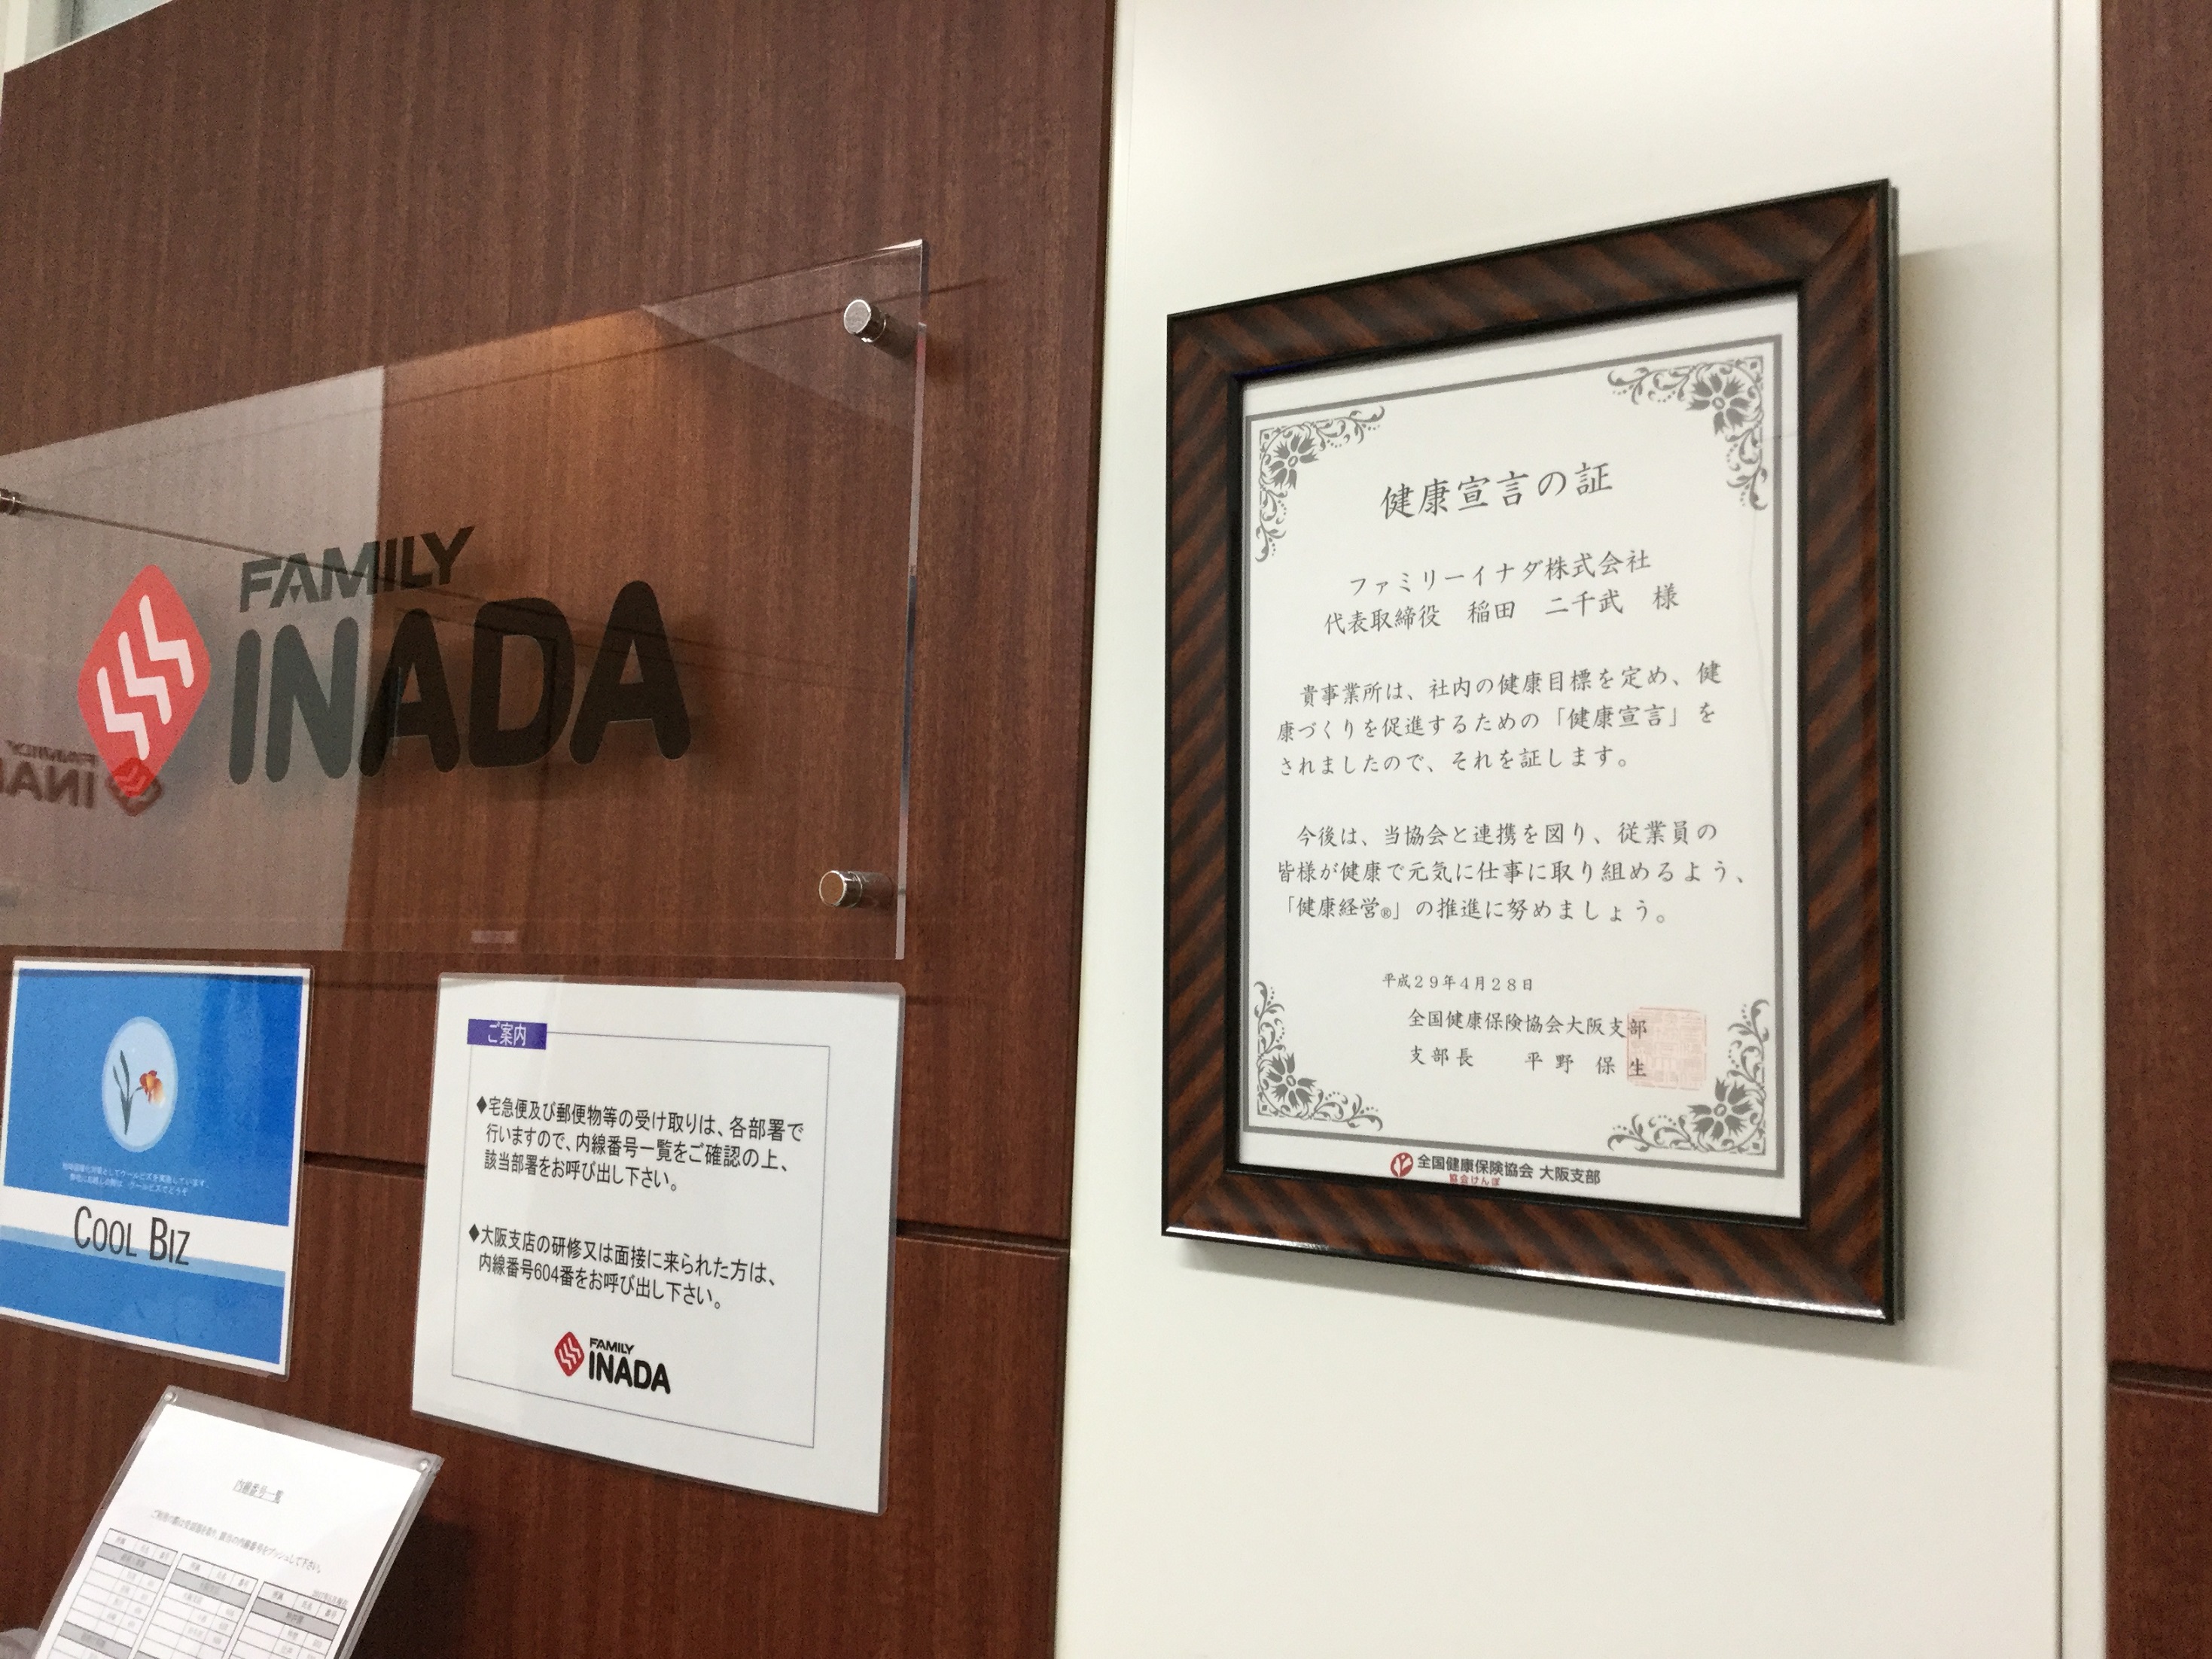 FAMILY
INADA
健康宣言の証
ファミリーイナダ株式会社
代表取締役 稲田 二千武 様
貴事業所は、社内の健康目標を定め、健
康づくりを促進するための「健康宣言」を
されましたので、それを証します。
今後は、当協会と連携を図り、従業員の
皆様が健康で元気に仕事に取り組めるよう、
「健康経営®」の推進に努めましょう。
平成29年4月28日
全国健康保険協会大阪支部
支部長 平野 保生
全国健康保険協会 大阪支部
協会けんぽ
COOL BIZ
ご案内
◆宅急便及び郵便物等の受け取りは、各部署で
行いますので、内線番号一覧をご確認の上、
該当部署をお呼び出し下さい。
◆大阪支店の研修又は面接に来られた方は、
内線番号604番をお呼び出し下さい。
FAMILY
INADA
内線番号一覧